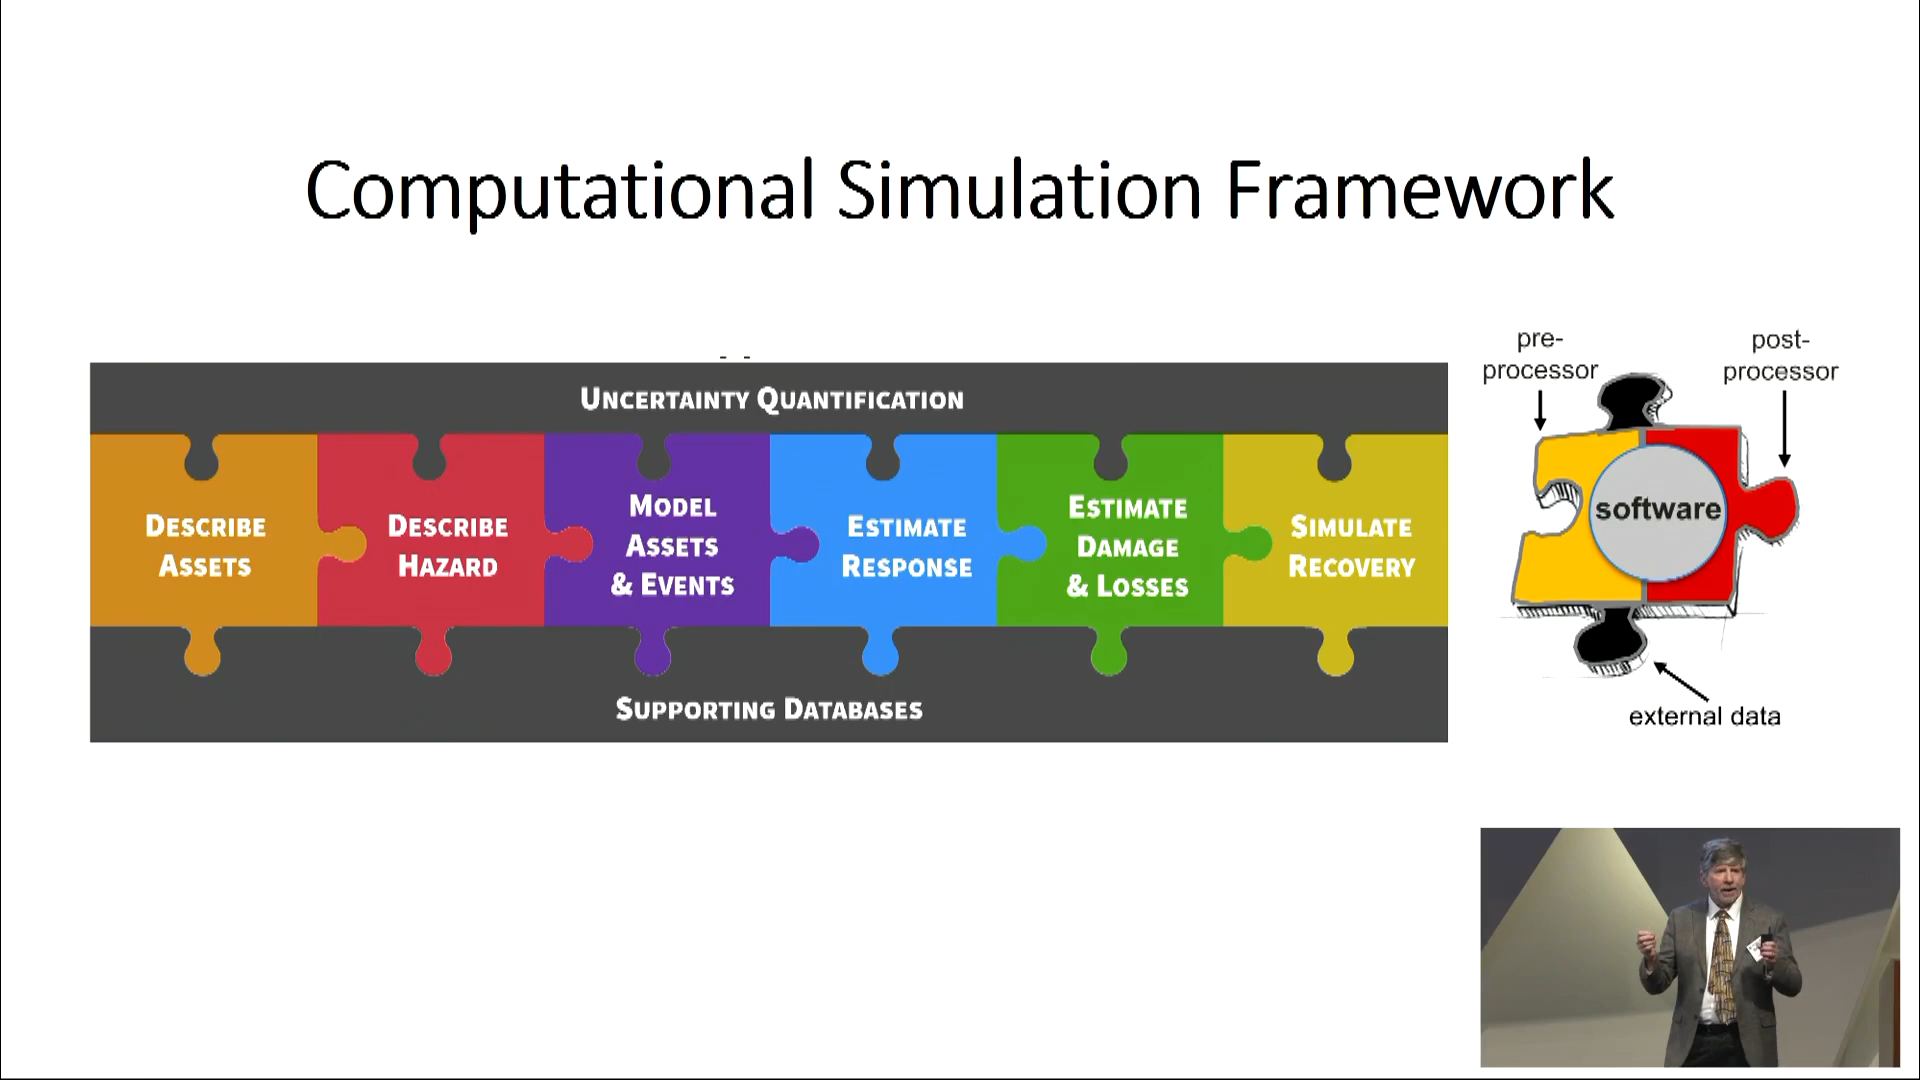 Computational Simulation Framework
UNCERTAINTY QUANTIFICATION
DESCRIBE
ASSETS
DESCRIBE
HAZARD
MODEL
ASSETS
& EVENTS
ESTIMATE
RESPONSE
ESTIMATE
DAMAGE
& LOSSES
SIMULATE
RECOVERY
SUPPORTING DATABASES
pre-
processor
post-
processor
software
external data